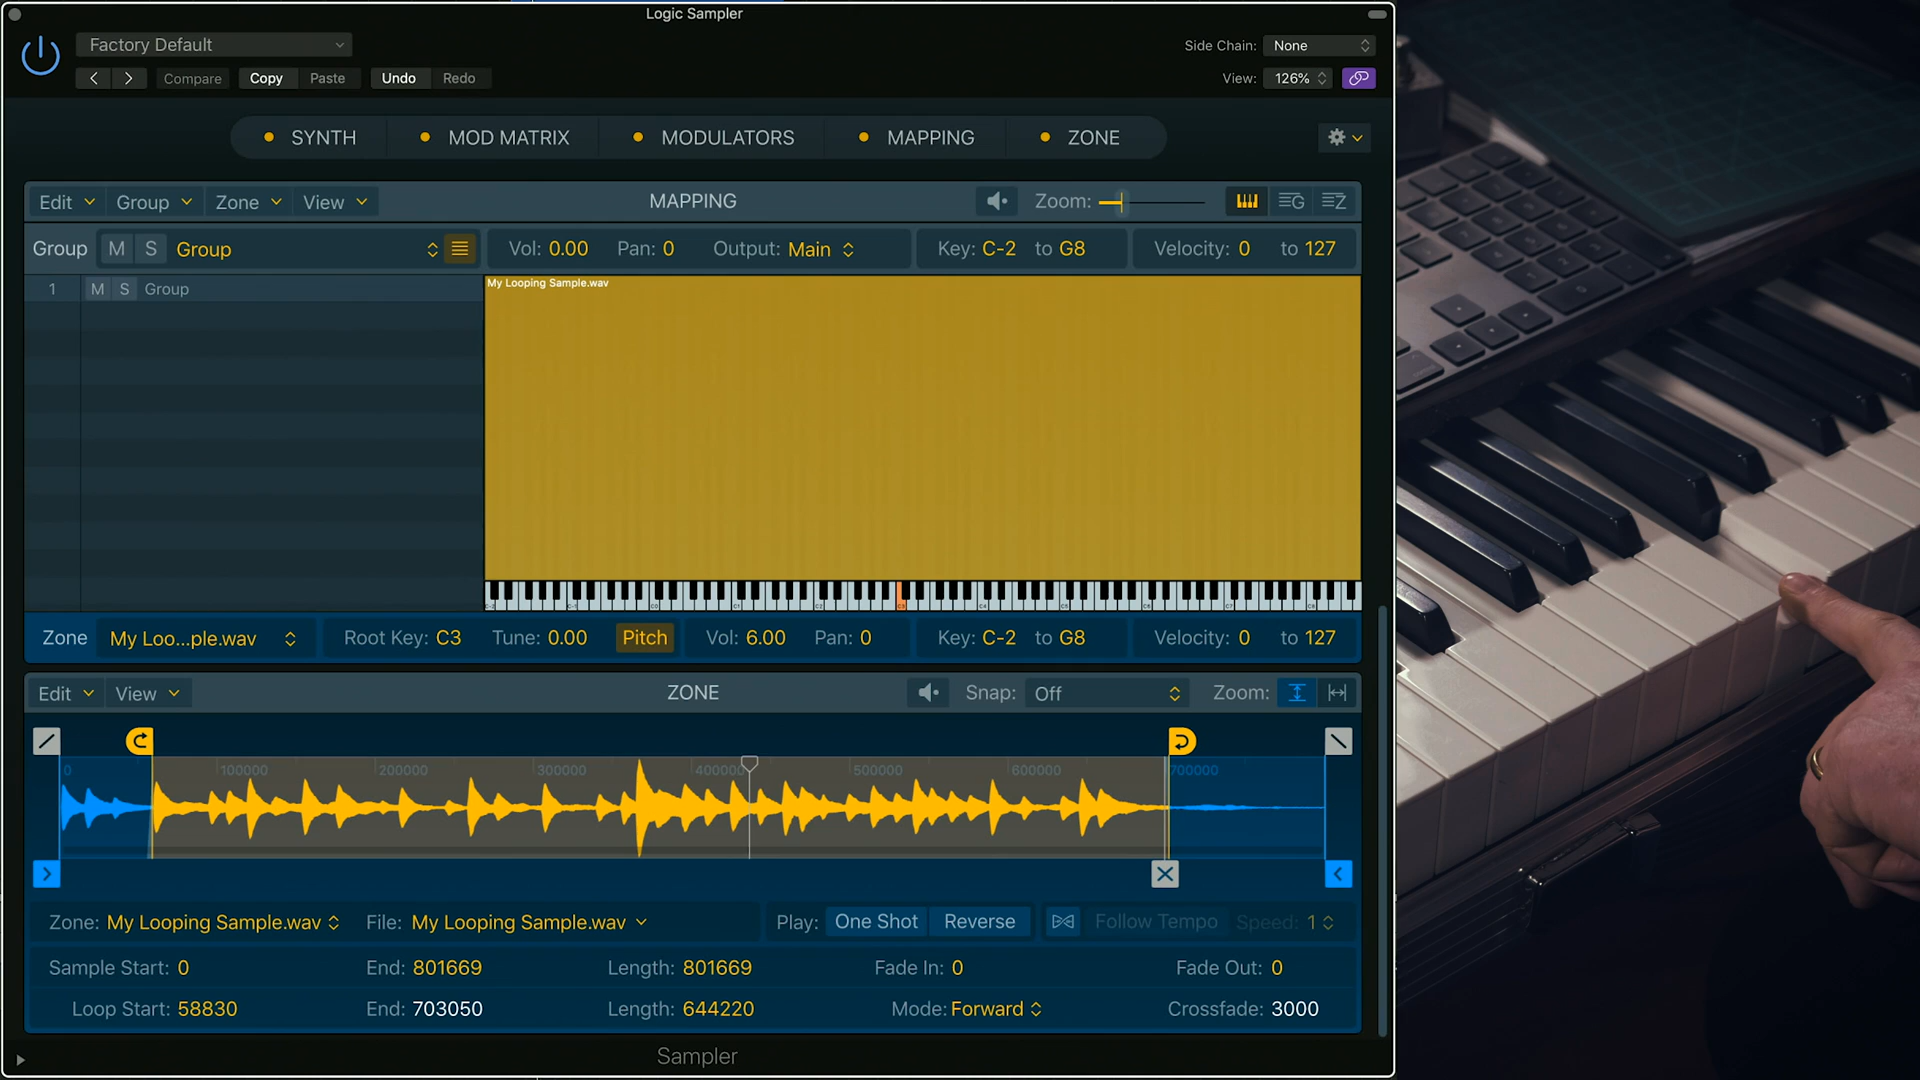 Logic Sampler
Factory Default
Side Chain: None
Compare Copy Paste Undo Redo
View: 126%
SYNTH MOD MATRIX MODULATORS MAPPING ZONE
Edit Group Zone View MAPPING Zoom: G Z
Group M S Group Vol: 0.00 Pan: 0 Output: Main Key: C-2 to G8 Velocity: 0 to 127
1 M S Group
My Looping Sample.wav
Zone My Loo...ple.wav Root Key: C3 Tune: 0.00 Pitch Vol: 6.00 Pan: 0 Key: C-2 to G8 Velocity: 0 to 127
Edit View ZONE Snap: Off Zoom:
0 100000 200000 300000 400000 500000 600000 700000
Zone: My Looping Sample.wav File: My Looping Sample.wav Play: One Shot Reverse Follow Tempo Speed: 1
Sample Start: 0 End: 801669 Length: 801669 Fade In: 0 Fade Out: 0
Loop Start: 58830 End: 703050 Length: 644220 Mode: Forward Crossfade: 3000
Sampler